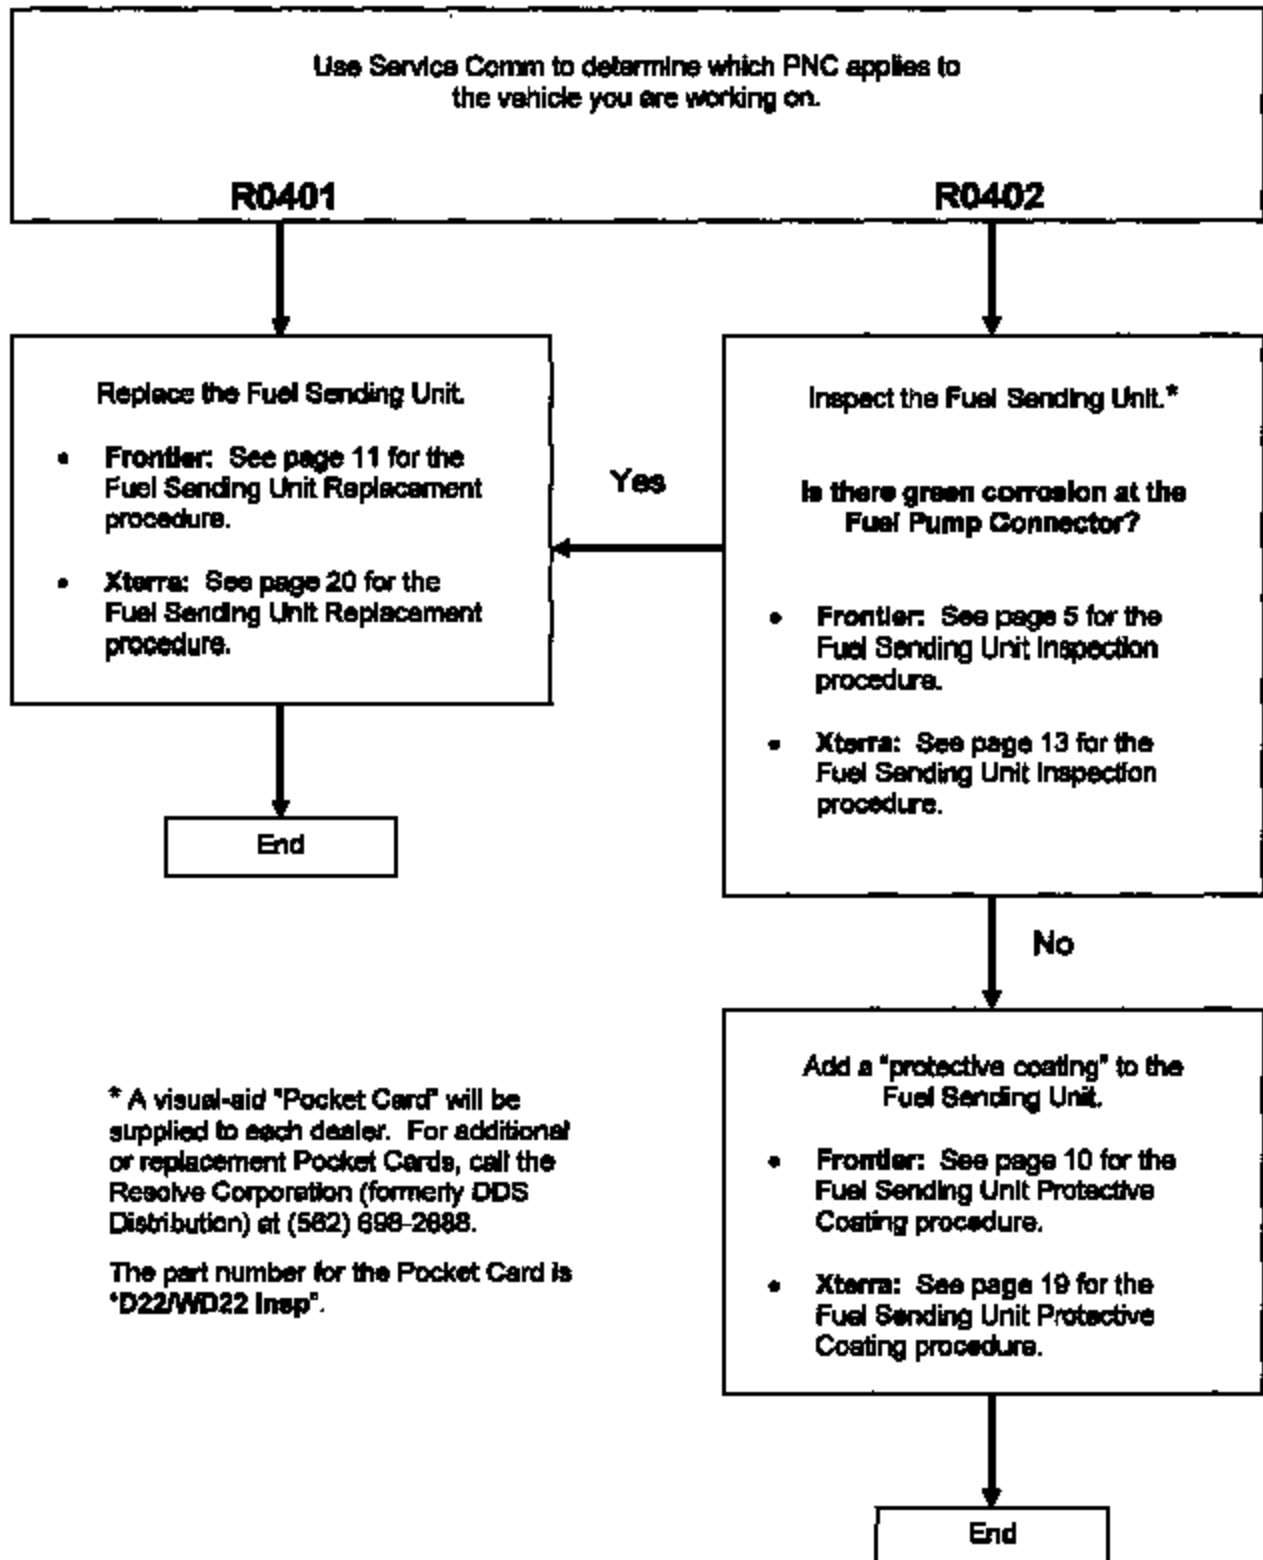 Use Service Comm to determine which PNC applies to
the vehicle you are working on.
R0401
R0402
Replace the Fuel Sending Unit.
• Frontier: See page 11 for the
Fuel Sending Unit Replacement
procedure.
• Xterra: See page 20 for the
Fuel Sending Unit Replacement
procedure.
End
Yes
Inspect the Fuel Sending Unit.*
Is there green corrosion at the
Fuel Pump Connector?
• Frontier: See page 5 for the
Fuel Sending Unit Inspection
procedure.
• Xterra: See page 13 for the
Fuel Sending Unit Inspection
procedure.
No
Add a "protective coating" to the
Fuel Sending Unit.
• Frontier: See page 10 for the
Fuel Sending Unit Protective
Coating procedure.
• Xterra: See page 19 for the
Fuel Sending Unit Protective
Coating procedure.
End
* A visual-aid "Pocket Card" will be
supplied to each dealer. For additional
or replacement Pocket Cards, call the
Resolve Corporation (formerly DDS
Distribution) at
The part number for the Pocket Card is
"D22/WD22 Insp".